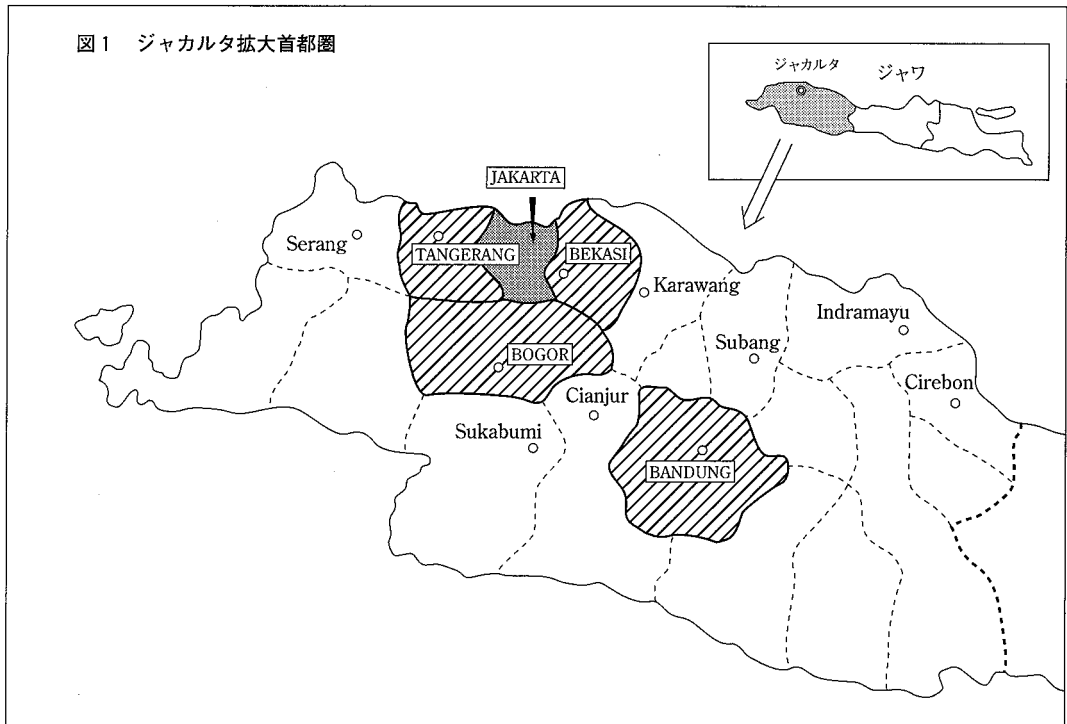 図1 ジャカルタ拡大首都圏
ジャカルタ
ジャワ
JAKARTA
Serang
TANGERANG
BEKASI
Karawang
Indramayu
Subang
BOGOR
Cirebon
Cianjur
Sukabumi
BANDUNG